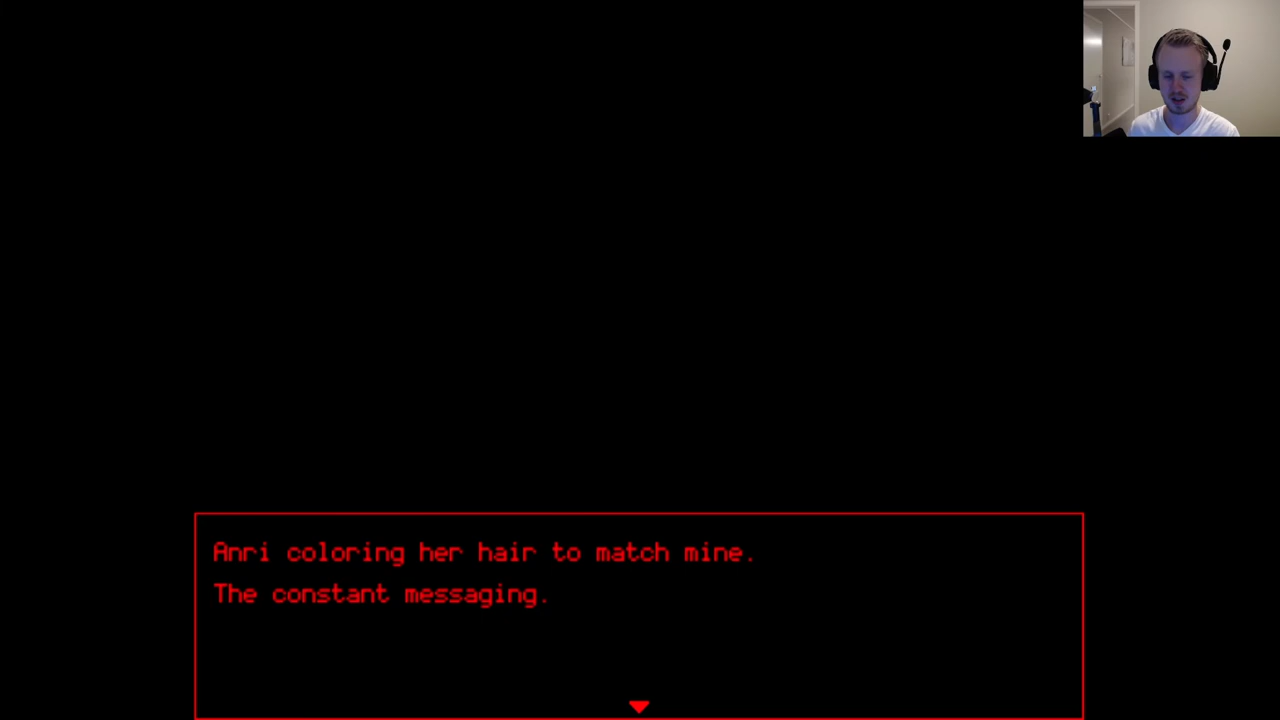 Anri coloring her hair to match mine.
The constant messaging.